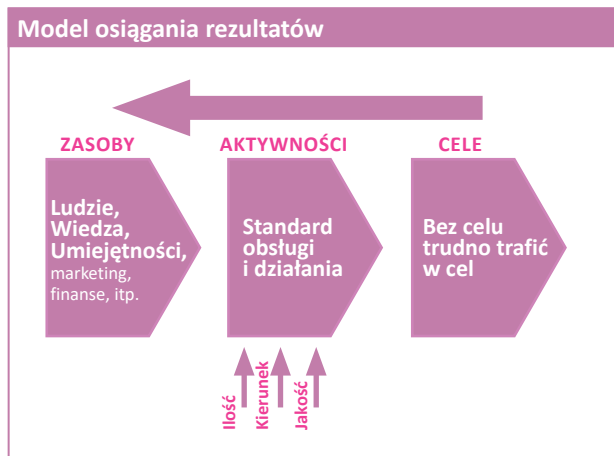 Model osiągania rezultatów
ZASOBY
Ludzie,
Wiedza,
Umiejętności,
marketing,
finanse, itp.
AKTYWNOŚCI
Standard
obsługi
i działania
CELE
Bez celu
trudno trafić
w cel
Ilość
Kierunek
Jakość